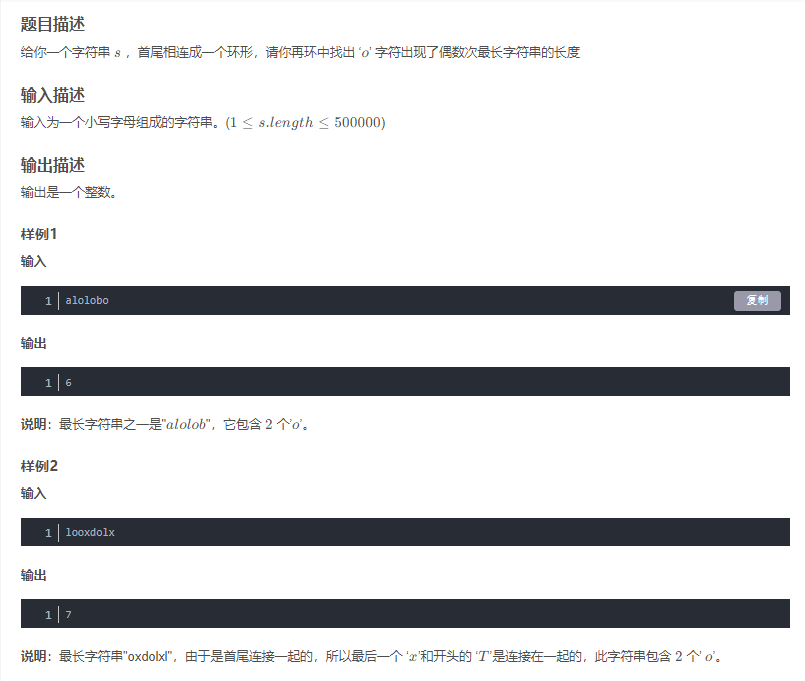 题目描述
给你一个字符串 s ，首尾相连成一个环形，请你再环中找出 'o' 字符出现了偶数次最长字符串的长度
输入描述
输入为一个小写字母组成的字符串。(1 ≤ s.length ≤ 500000)
输出描述
输出是一个整数。
样例1
输入
1 alolobo 复制
输出
1 6
说明：最长字符串之一是"alolob"，它包含 2 个'o'。
样例2
输入
1 looxdolx
输出
1 7
说明：最长字符串"oxdolxl"，由于是首尾连接一起的，所以最后一个 'x'和开头的 'T'是连接在一起的，此字符串包含 2 个' o'。